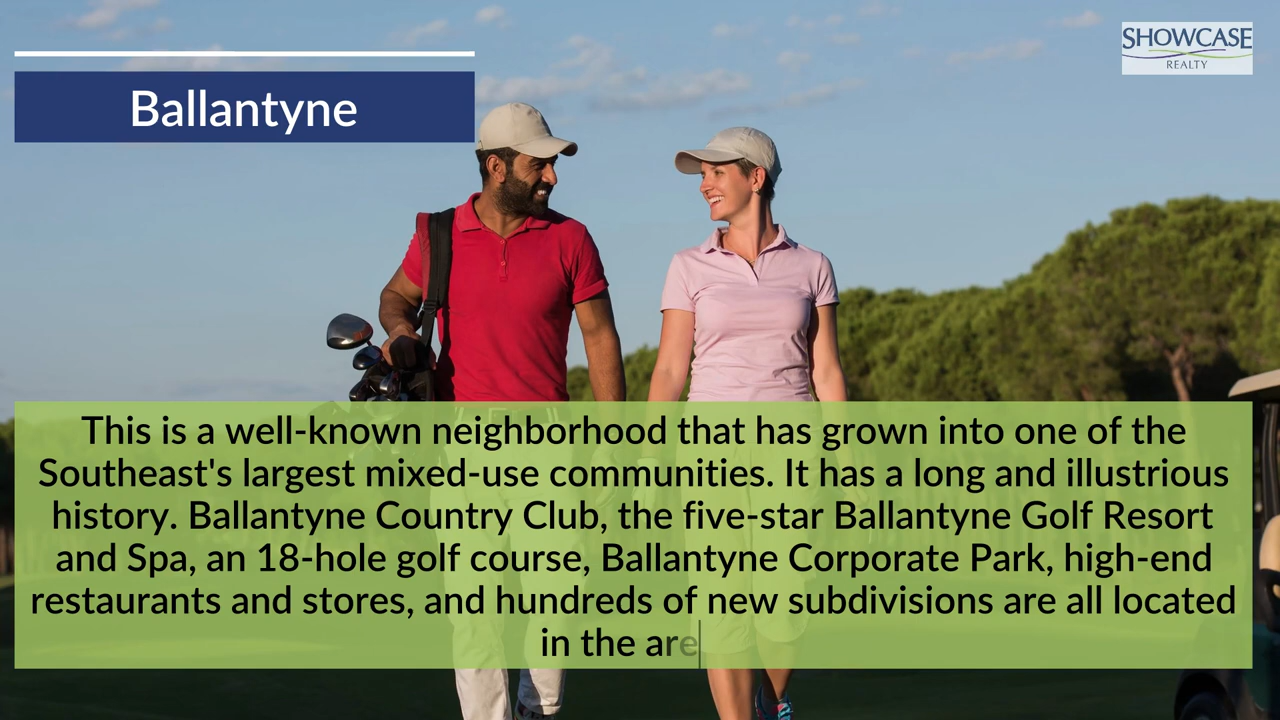 SHOWCASE
REALTY
Ballantyne
This is a well-known neighborhood that has grown into one of the
Southeast's largest mixed-use communities. It has a long and illustrious
history. Ballantyne Country Club, the five-star Ballantyne Golf Resort
and Spa, an 18-hole golf course, Ballantyne Corporate Park, high-end
restaurants and stores, and hundreds of new subdivisions are all located
in the are